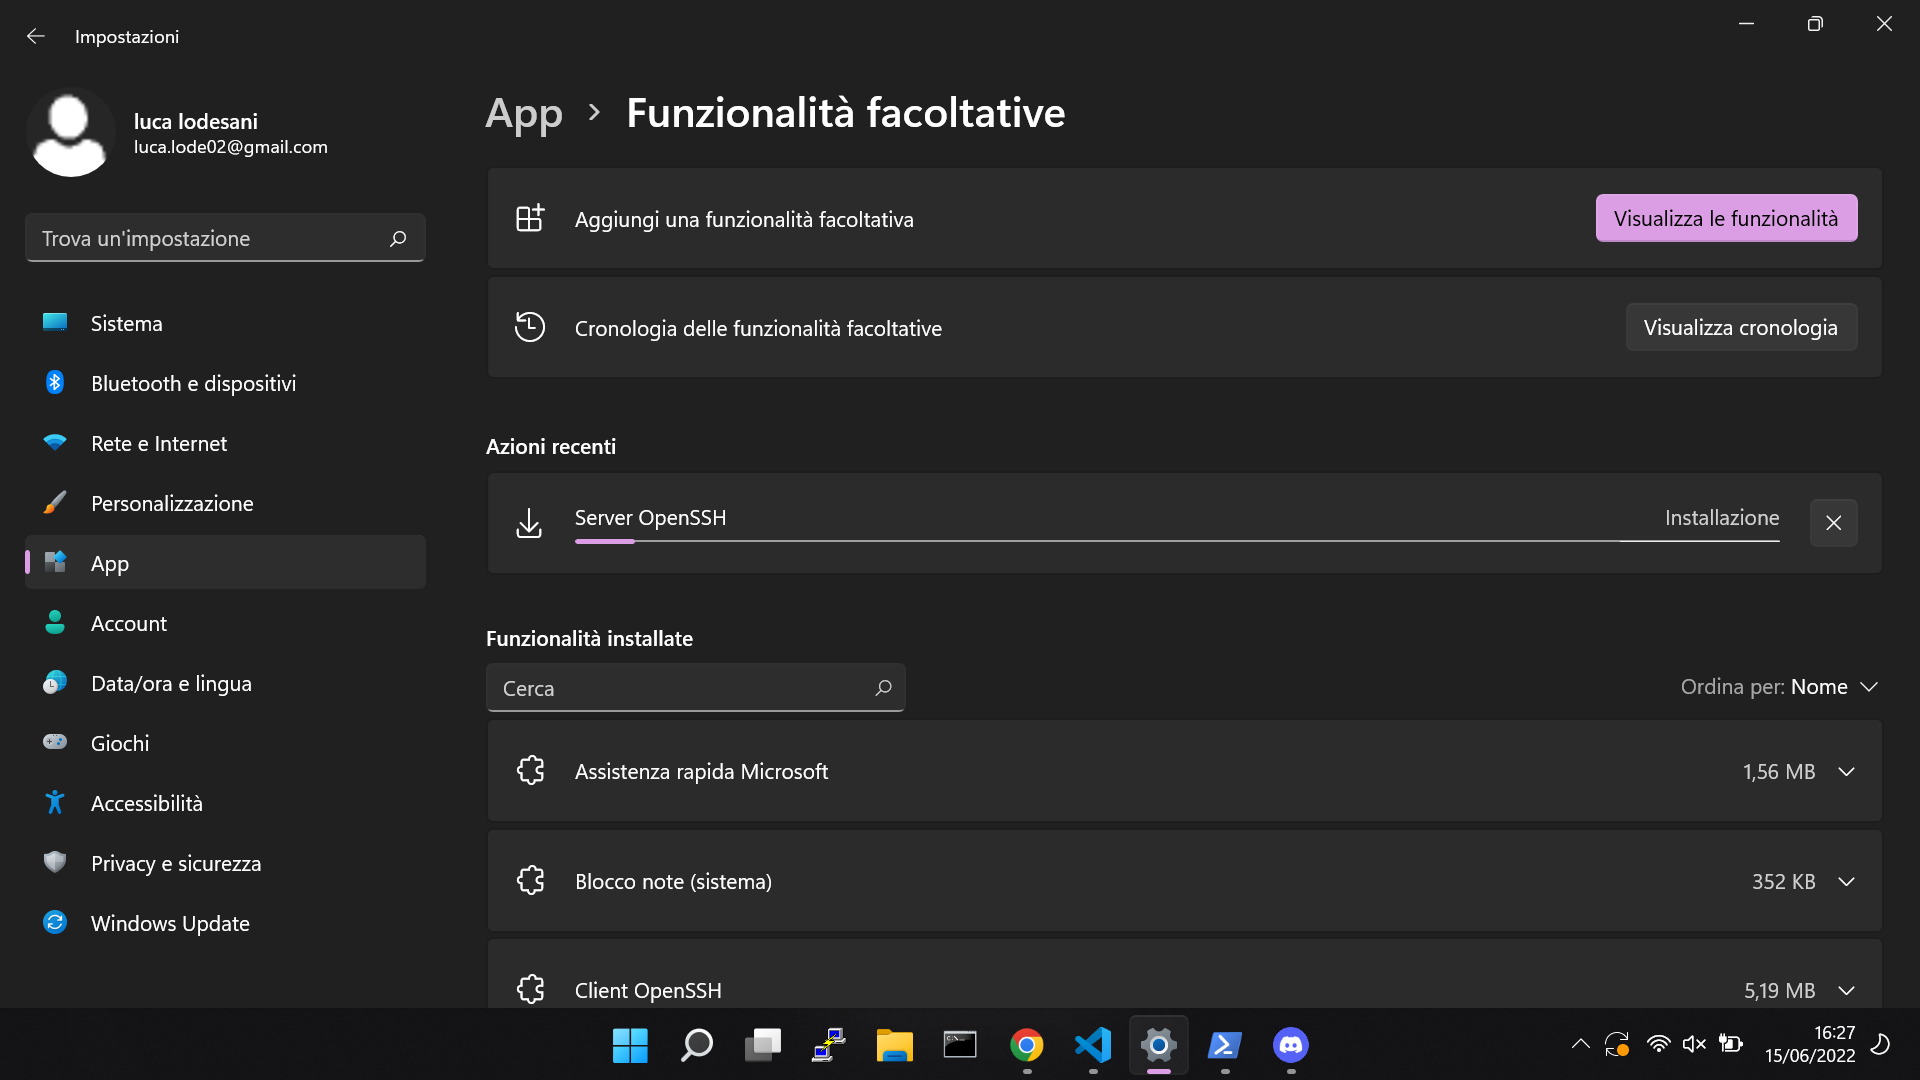 Impostazioni
luca lodesani
luca.lode02@gmail.com
Trova un'impostazione
Sistema
Bluetooth e dispositivi
Rete e Internet
Personalizzazione
App
Account
Data/ora e lingua
Giochi
Accessibilità
Privacy e sicurezza
Windows Update
App > Funzionalità facoltative
Aggiungi una funzionalità facoltativa
Visualizza le funzionalità
Cronologia delle funzionalità facoltative
Visualizza cronologia
Azioni recenti
Server OpenSSH
Installazione
Funzionalità installate
Cerca
Ordina per: Nome
Assistenza rapida Microsoft
1,56 MB
Blocco note (sistema)
352 KB
Client OpenSSH
5,19 MB
16:27
15/06/2022